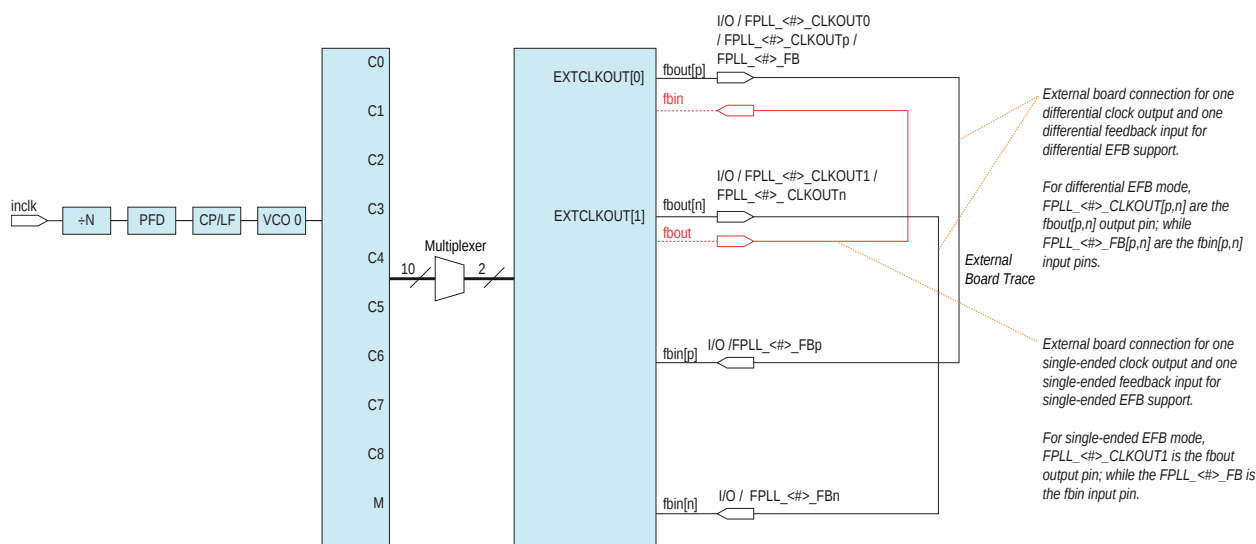 I/O / FPLL_<#>_CLKOUT0
/ FPLL_<#>_CLKOUTp /
FPLL_<#>_FB
C0
EXTCLKOUT[0]
fbout[p]
fbin
C1
C2
I/O / FPLL_<#>_CLKOUT1 /
FPLL_<#>_ CLKOUTn
inclk
÷N
PFD
CP/LF
VCO 0
C3
EXTCLKOUT[1]
fbout[n]
fbout
Multiplexer
C4
10
2
External
Board Trace
C5
C6
fbin[p]
I/O /FPLL_<#>_FBp
C7
C8
M
fbin[n]
I/O / FPLL_<#>_FBn
External board connection for one
differential clock output and one
differential feedback input for
differential EFB support.
For differential EFB mode,
FPLL_<#>_CLKOUT[p,n] are the
fbout[p,n] output pin; while
FPLL_<#>_FB[p,n] are the fbin[p,n]
input pins.
External board connection for one
single-ended clock output and one
single-ended feedback input for
single-ended EFB support.
For single-ended EFB mode,
FPLL_<#>_CLKOUT1 is the fbout
output pin; while the FPLL_<#>_FB is
the fbin input pin.